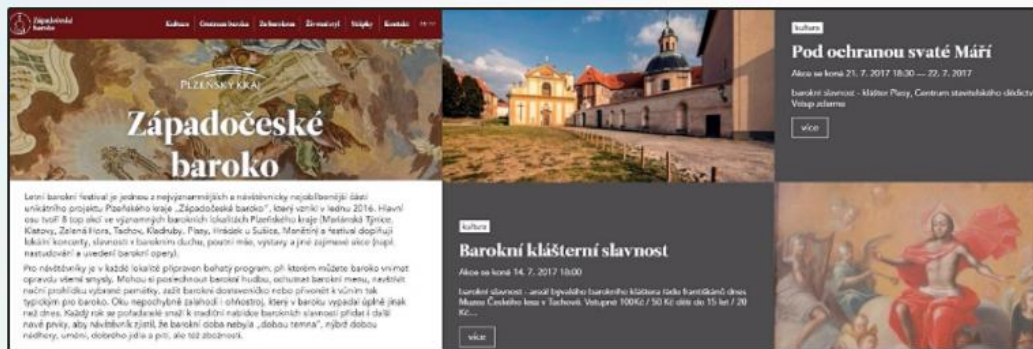 Západočeské
baroko
Kultura
Centrum baroka
Za barokem
Živý styl
Střípky
Kontakt
PLZEŇSKÝ KRAJ
Západočeské
baroko
Letní barokní festival je jednou z nejvýznamnějších a návštěvnicky nejoblíbenější částí
unikátního projektu Plzeňského kraje „Západočeské baroko“, který vznikl v lednu 2016. Hlavní
osu tvoří 8 top akcí ve významných barokních lokalitách Plzeňského kraje (Mariánská Týnice,
Klatovy, Zelená Hora, Tachov, Kladruby, Plasy, Hrádek u Sušice, Manětín) a festival doplňují
lokální koncerty, slavnosti v barokním duchu, poutní mše, výstavy a jiné zajímavé akce (např.
nastudování a uvedení barokní opery).
Pro návštěvníky je v každé lokalitě připraven bohatý program, při kterém můžete baroko vnímat
opravdu všemi smysly. Mohou si poslechnout barokní hudbu, ochutnat barokní menu, navštívit
noční prohlídku vybrané památky, zažít barokní dostaveníčko nebo přivonět k vůním tak
typickým pro baroko. Oku nepochybně zalahodí i ohňostroj, který v baroku vypadal úplně jinak
než dnes. Každý rok se pořadatelé snaží k tradiční nabídce barokních slavností přidat i další
nové prvky, aby návštěvník zjistil, že barokní doba nebyla „dobou temna“, nýbrž dobou
nádhery, umění, dobrého jídla a pití, ale též zbožnosti.
kultura
Barokní klášterní slavnost
Akce se koná 14. 7. 2017 18:00
barokní slavnost - areál bývalého barokního kláštera řádu františkánů dnes
Muzea Českého lesa v Tachově. Vstupné 100Kč / 50 Kč děti do 15 let / 20
Kč...
více
kultura
Pod ochranou svaté Máří
Akce se koná 21. 7. 2017 18:30 — 22. 7. 2017
barokní slavnost - klášter Plasy, Centrum stavitelského dědictv
Vstup zdarma
více